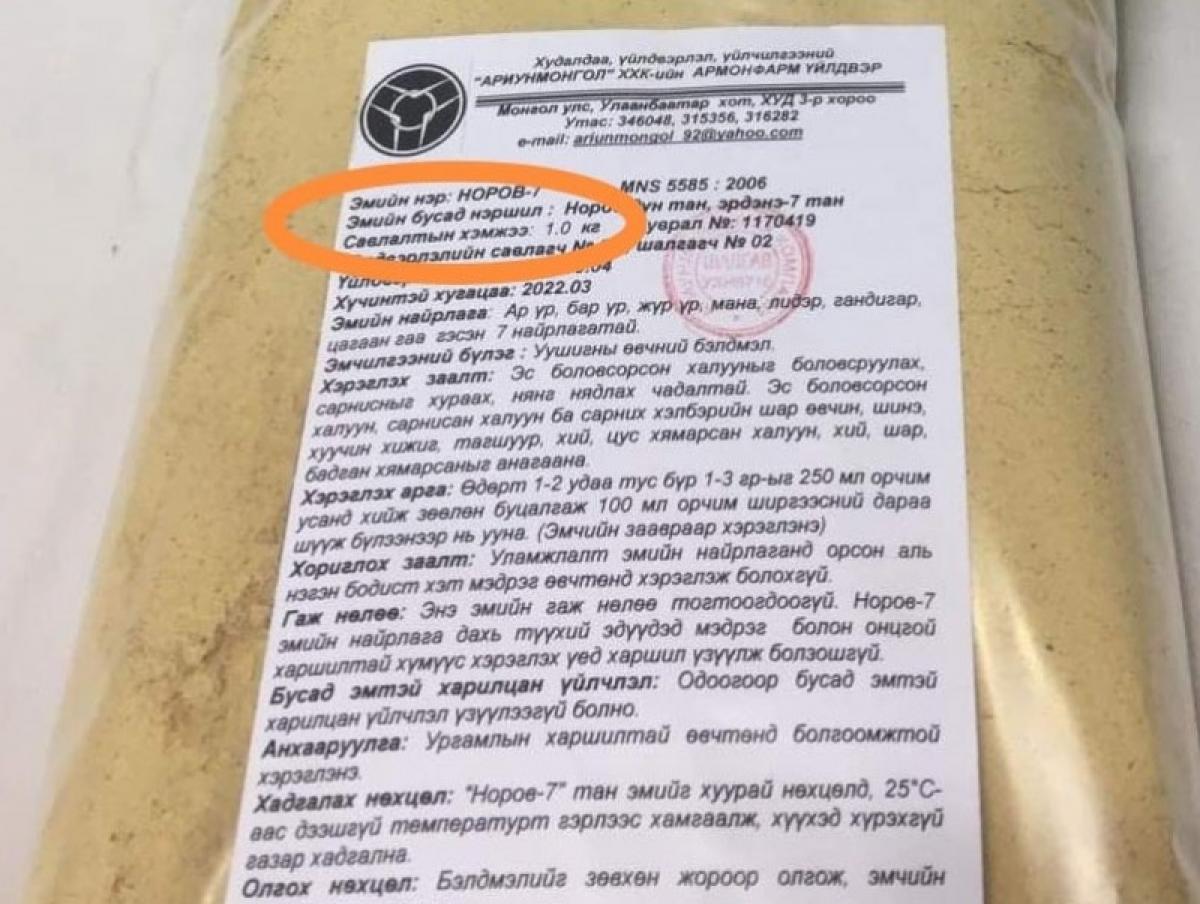 Худалдаа, үйлдвэрлэл, үйлчилгээний
"АРИУНМОНГОЛ" ХХК-ийн АРМОНФАРМ ҮЙЛДВЭР
Монгол улс, Улаанбаатар хот, ХУД 3-р хороо
Утас: 346048, 315356, 316282
e-mail: ariunmongol_92@yahoo.com
Эмийн нэр: НОРОВ-7 MNS 5585 : 2006
Эмийн бусад нэршил : тан, эрдэнэ-7 тан
Савлалтын хэмжээ: 1.0 кг №: 1170419
савлагч шалгагч № 02
Хүчинтэй хугацаа: 2022.03
Эмийн найрлага: Ар үр, бар үр, жүр үр, мана, лидэр, гандигар,
цагаан гаа гэсэн 7 найрлагатай.
Эмчилгээний бүлэг : Уушигны өвчний бэлдмэл.
Хэрэглэх заалт: Эс боловсорсон халууныг боловсруулах,
сарнисныг хураах, нянг нядлах чадалтай. Эс боловсорсон
халуун, сарнисан халуун ба сарних хэлбэрийн шар өвчин, шинэ,
хуучин хижиг, тагшуур, хий, цус хямарсан халуун, хий, шар,
бадган хямарсаныг анагаана.
Хэрэглэх арга: Өдөрт 1-2 удаа тус бүр 1-3 гр-ыг 250 мл орчим
усанд хийж зөөлөн буцалгаж 100 мл орчим ширгээсний дараа
шүүж бүлээнээр нь ууна. (Эмчийн зааврaар хэрэглэнэ)
Хориглох заалт: Уламжлалт эмийн найрлаганд орсон аль
нэгэн бодист хэт мэдрэг өвчтөнд хэрэглэж болохгүй.
Гаж нөлөө: Энэ эмийн гаж нөлөө тогтоогдоогүй. Норов-7
эмийн найрлага дахь түүхий эдүүдэд мэдрэг болон онцгой
харшилтай хүмүүс хэрэглэх үед харшил үзүүлж болзошгүй.
Бусад эмтэй харилцан үйлчлэл: Одоогоор бусад эмтэй
харилцан үйлчлэл үзүүлээгүй болно.
Анхааруулга: Ургамлын харшилтай өвчтөнд болгоомжтой
хэрэглэнэ.
Хадгалах нөхцөл: "Норов-7" тан эмийг хуурай нөхцөлд, 25°С-
аас дээшгүй температурт гэрлээс хамгаалж, хүүхэд хүрэхгүй
газар хадгална.
Олгох нөхцөл: Бэлдмэлийг зөвхөн жороор олгож, эмчийн